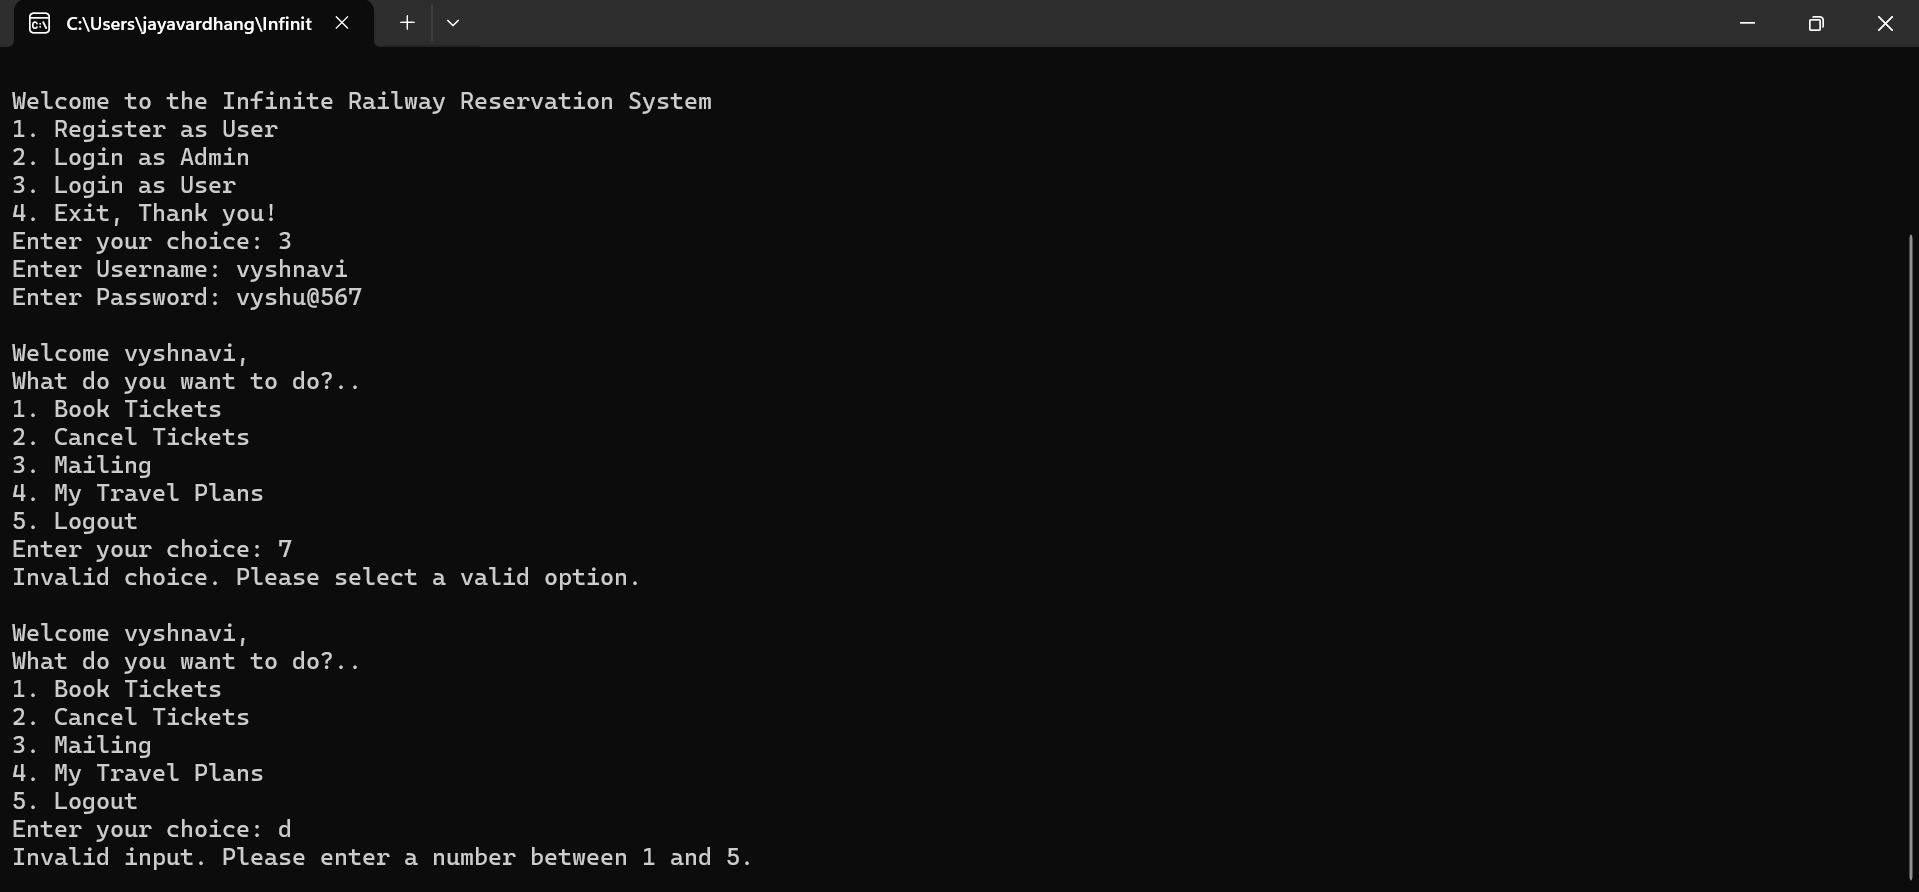 C:\Users\jayavardhang\Infinit
Welcome to the Infinite Railway Reservation System
1. Register as User
2. Login as Admin
3. Login as User
4. Exit, Thank you!
Enter your choice: 3
Enter Username: vyshnavi
Enter Password: vyshu@567
Welcome vyshnavi,
What do you want to do?..
1. Book Tickets
2. Cancel Tickets
3. Mailing
4. My Travel Plans
5. Logout
Enter your choice: 7
Invalid choice. Please select a valid option.
Welcome vyshnavi,
What do you want to do?..
1. Book Tickets
2. Cancel Tickets
3. Mailing
4. My Travel Plans
5. Logout
Enter your choice: d
Invalid input. Please enter a number between 1 and 5.